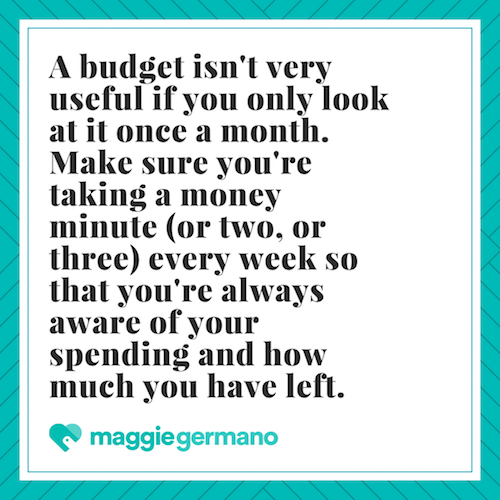 A budget isn't very
useful if you only look
at it once a month.
Make sure you're
taking a money
minute (or two, or
three) every week so
that you're always
aware of your
spending and how
much you have left.
maggiegermano